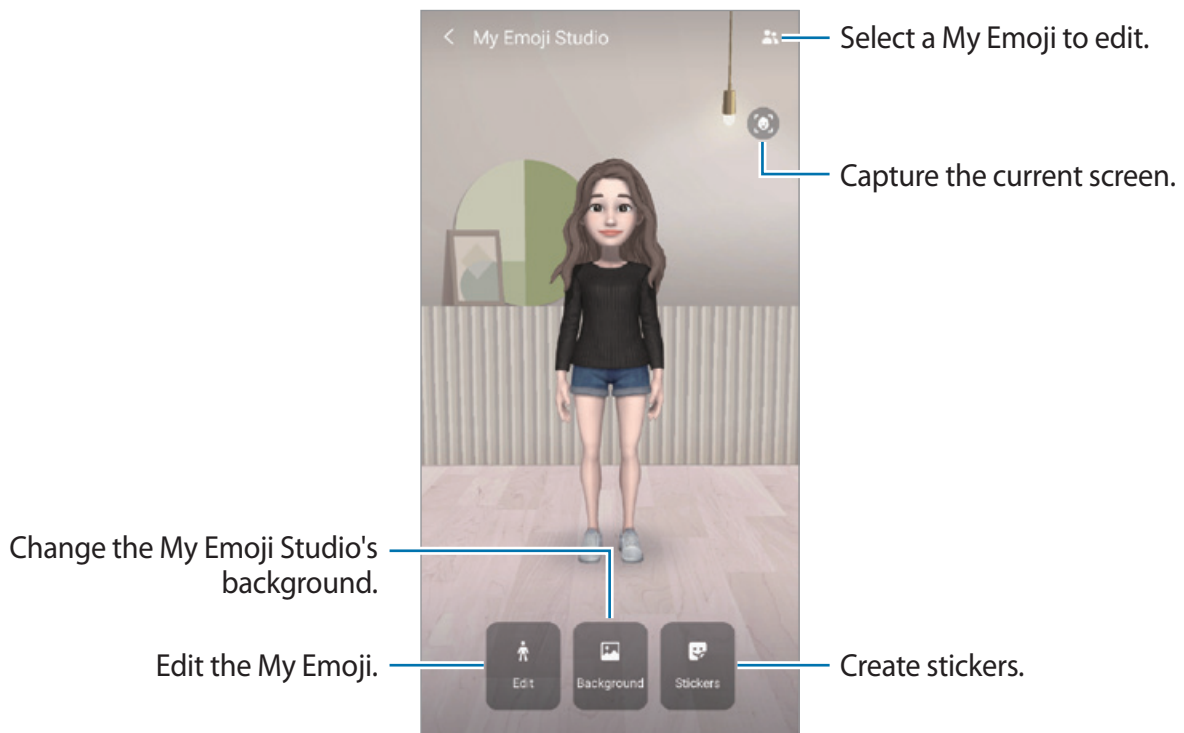 My Emoji Studio
Select a My Emoji to edit.
Capture the current screen.
Change the My Emoji Studio's
background.
Edit the My Emoji.
Edit
Background
Stickers
Create stickers.